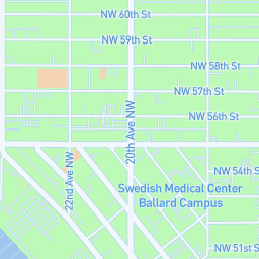 NW 60th St
NW 59th St
NW 58th St
NW 57th St
NW 56th St
20th Ave NW
22nd Ave NW
NW 54th St
Swedish Medical Center
Ballard Campus
NW 51st S